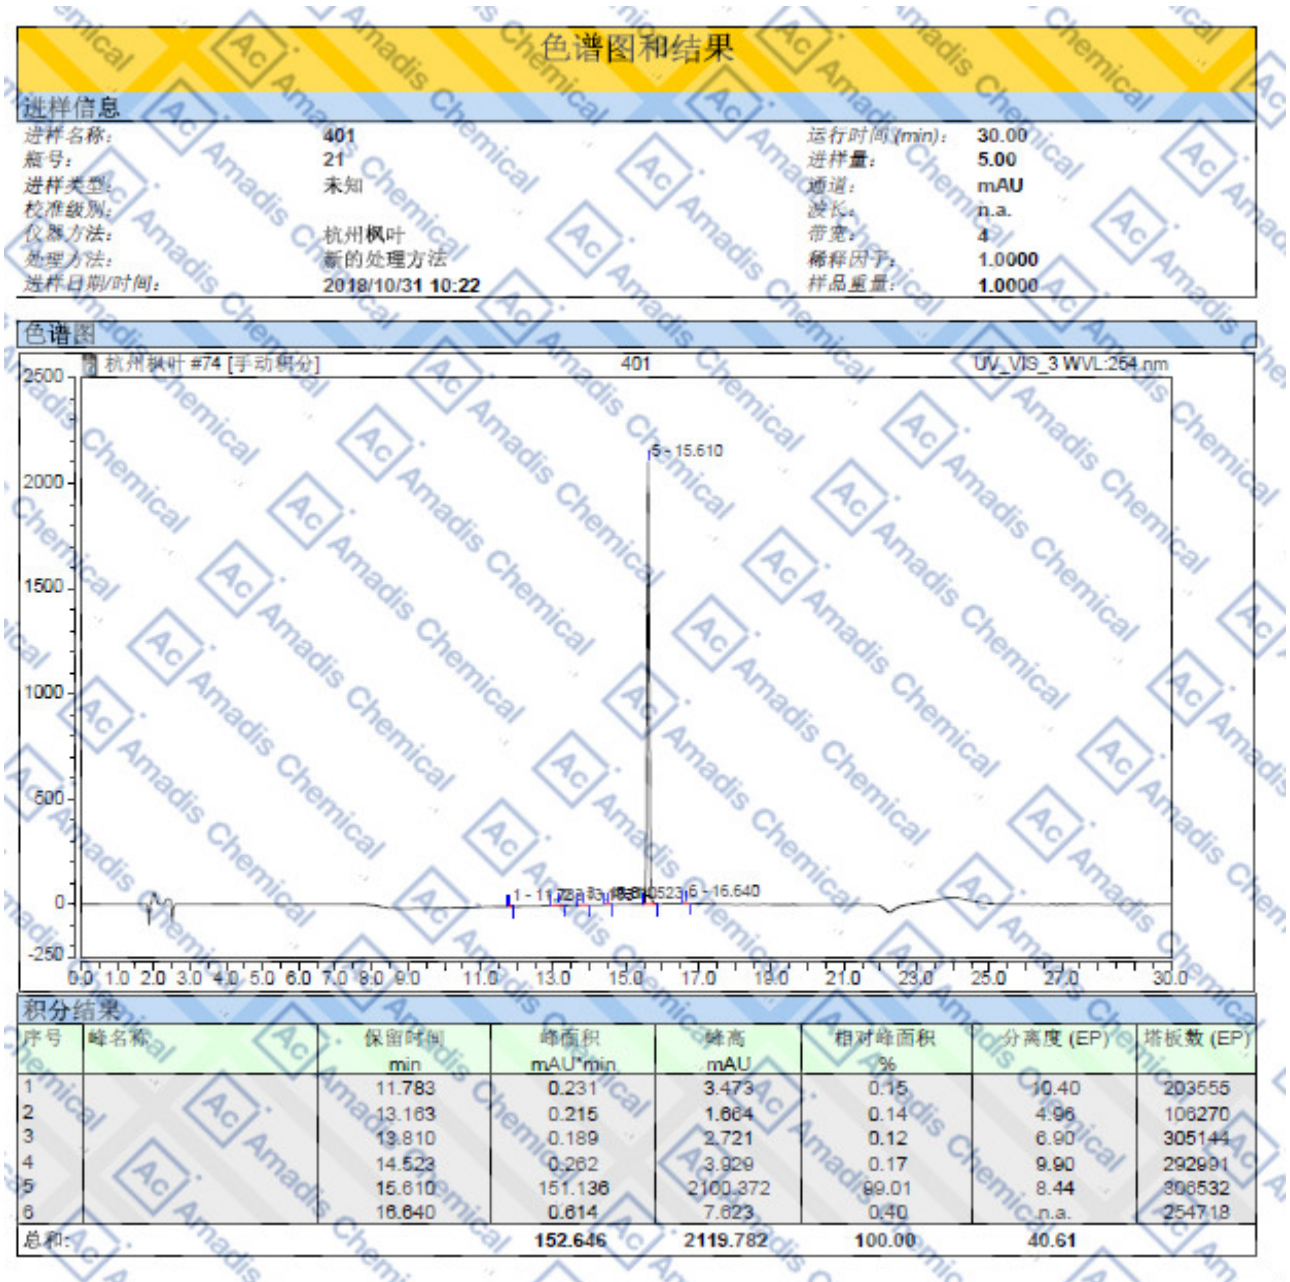 色谱图和结果
进样信息
进样名称: 401 运行时间 (min): 30.00
瓶号: 21 进样量: 5.00
进样类型: 未知 通道: mAU
校准级别: 波长: n.a.
仪器方法: 杭州枫叶 带宽: 4
处理方法: 新的处理方法 稀释因子: 1.0000
进样日期/时间: 2018/10/31 10:22 样品重量: 1.0000
色谱图
杭州枫叶 #74 [手动积分] 401 UV_VIS_3 WVL:254 nm
2500
5 - 15.610
2000
1500
1000
500
6 - 16.640
0
-250
0.0 1.0 2.0 3.0 4.0 5.0 6.0 7.0 8.0 9.0 11.0 13.0 15.0 17.0 19.0 21.0 23.0 25.0 27.0 30.0
积分结果
序号 峰名称 保留时间 峰面积 峰高 相对峰面积 分离度 (EP) 塔板数 (EP)
min mAU*min mAU %
1 11.783 0.231 3.473 0.15 10.40 203555
2 13.163 0.215 1.664 0.14 4.96 106270
3 13.810 0.189 2.721 0.12 6.90 305144
4 14.523 0.262 3.929 0.17 9.90 292991
5 15.610 151.136 2100.372 99.01 8.44 306532
6 16.640 0.614 7.623 0.40 n.a. 254718
总和: 152.646 2119.782 100.00 40.61
Ac Amadis Chemical